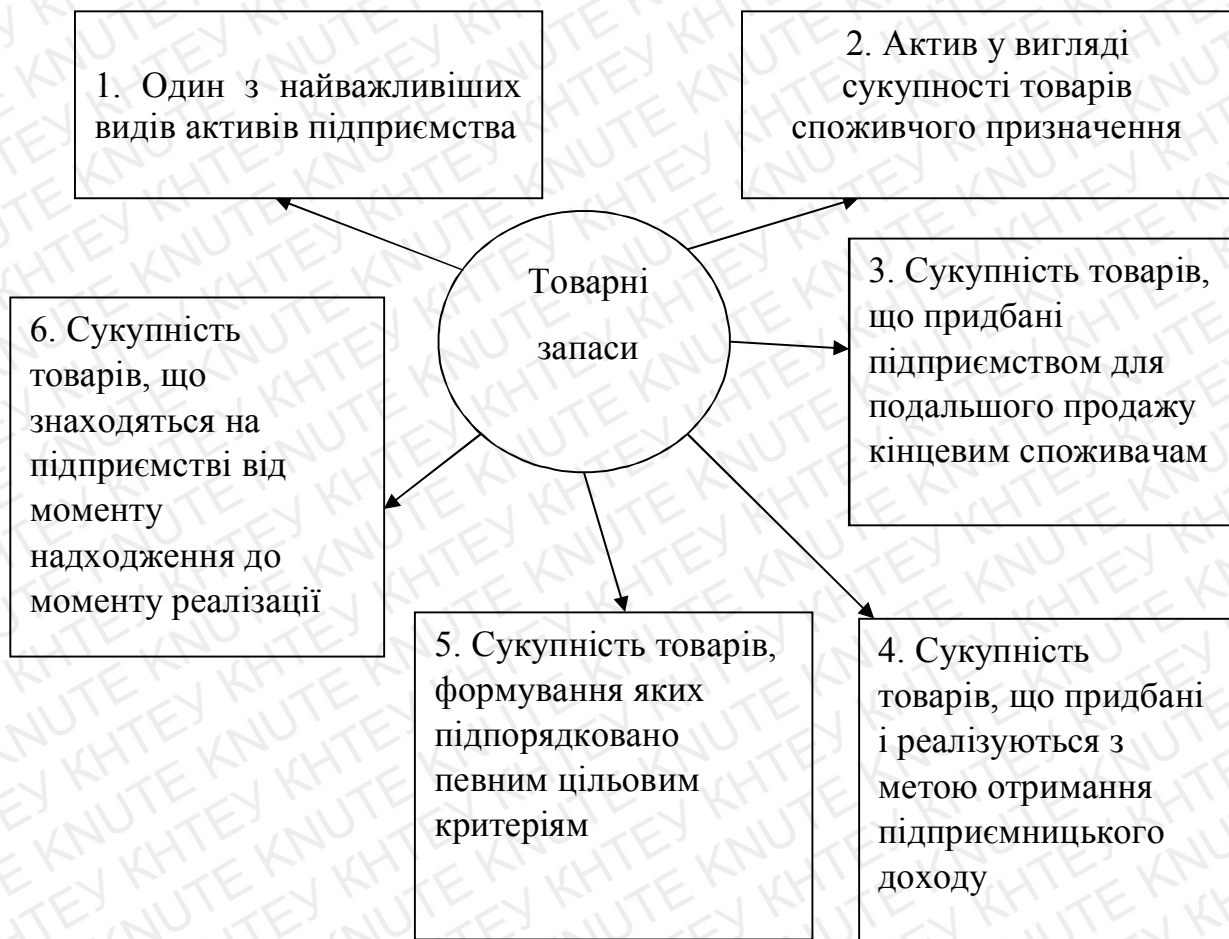 1. Один з найважливіших
видів активів підприємства
2. Актив у вигляді
сукупності товарів
споживчого призначення
Товарні
запаси
3. Сукупність товарів,
що придбані
підприємством для
подальшого продажу
кінцевим споживачам
6. Сукупність
товарів, що
знаходяться на
підприємстві від
моменту
надходження до
моменту реалізації
5. Сукупність товарів,
формування яких
підпорядковано
певним цільовим
критеріям
4. Сукупність
товарів, що придбані
і реалізуються з
метою отримання
підприємницького
доходу